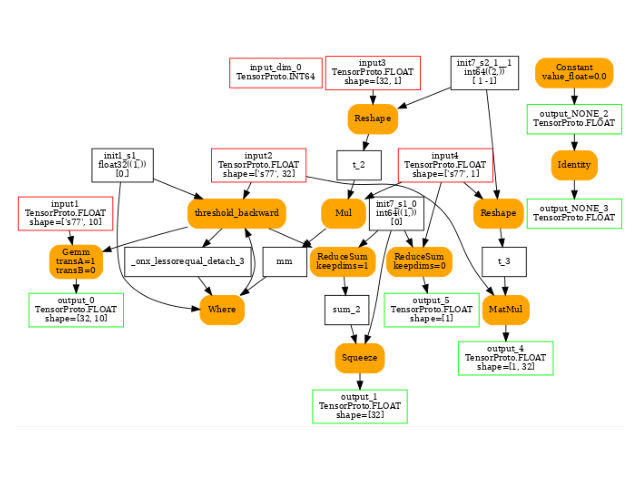 input_dim_0
TensorProto.INT64
input3
TensorProto.FLOAT
shape=[32, 1]
init7_s2_1_-1
int64((2,))
[ 1 -1]
Constant
value_float=0.0
Reshape
output_NONE_2
TensorProto.FLOAT
init1_s1_
float32((1,))
[0.]
input2
TensorProto.FLOAT
shape=['s77', 32]
t_2
input4
TensorProto.FLOAT
shape=['s77', 1]
Identity
input1
TensorProto.FLOAT
shape=['s77', 10]
threshold_backward
Mul
init7_s1_0
int64((1,))
[0]
Reshape
output_NONE_3
TensorProto.FLOAT
Gemm
transA=1
transB=0
_onx_lessorequal_detach_3
mm
ReduceSum
keepdims=1
ReduceSum
keepdims=0
t_3
output_0
TensorProto.FLOAT
shape=[32, 10]
Where
sum_2
output_5
TensorProto.FLOAT
shape=[1]
MatMul
Squeeze
output_4
TensorProto.FLOAT
shape=[1, 32]
output_1
TensorProto.FLOAT
shape=[32]